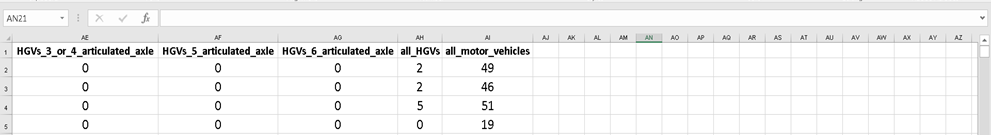 AN21 fx
AE AF AG AH AI AJ AK AL AM AN AO AP AQ AR AS AT AU AV AW AX AY AZ
1 HGVs_3_or_4_articulated_axle HGVs_5_articulated_axle HGVs_6_articulated_axle all_HGVs all_motor_vehicles
2 0 0 0 2 49
3 0 0 0 2 46
4 0 0 0 5 51
5 0 0 0 0 19